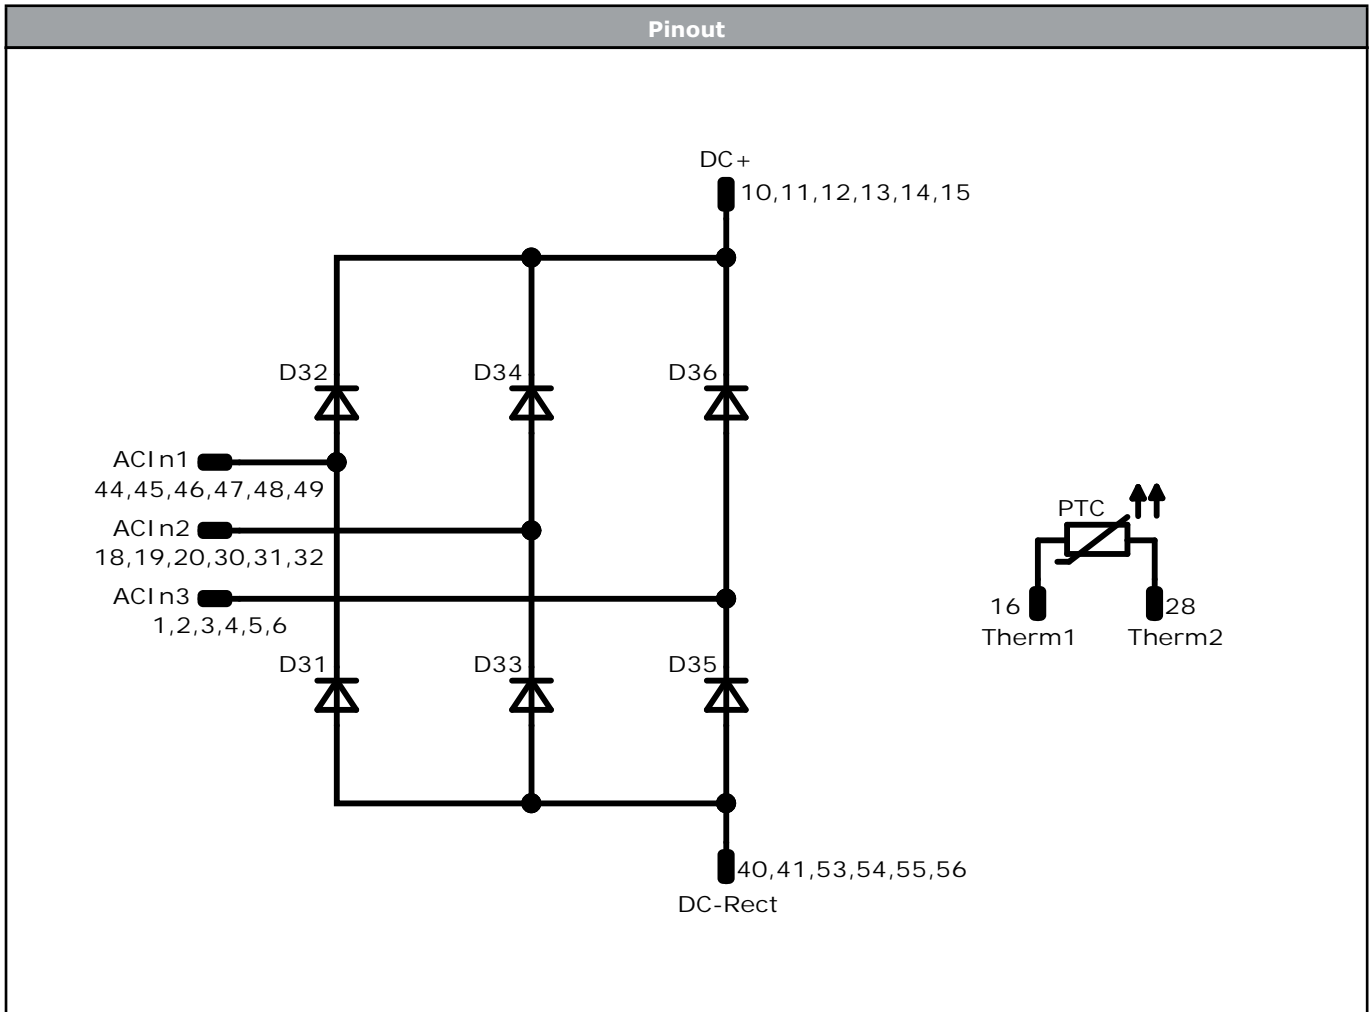 Pinout
DC+
10,11,12,13,14,15
D32 D34 D36
ACIn1
44,45,46,47,48,49
ACIn2
18,19,20,30,31,32
ACIn3
1,2,3,4,5,6
PTC
16 28
Therm1 Therm2
D31 D33 D35
40,41,53,54,55,56
DC-Rect